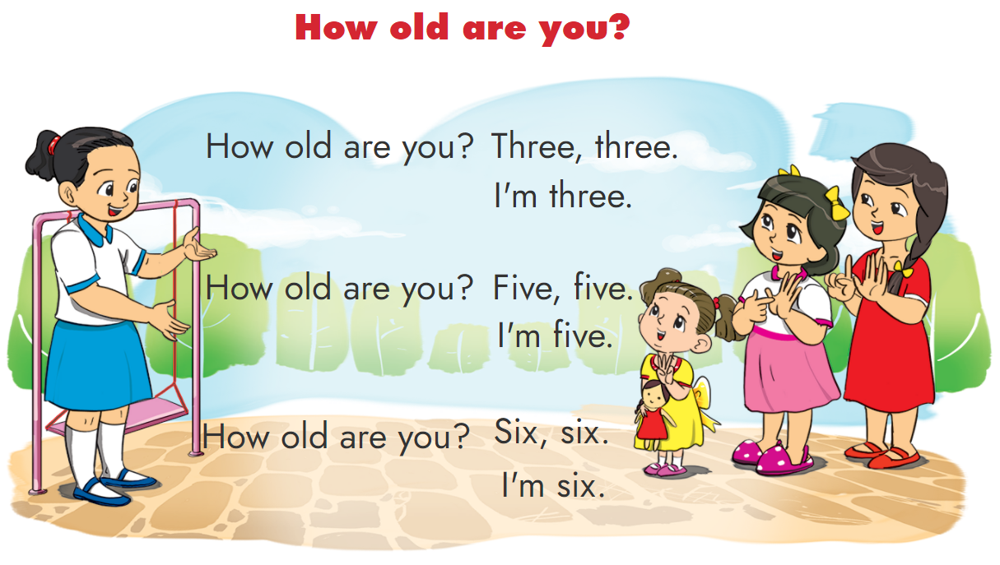 How old are you?
How old are you? Three, three.
I'm three.
How old are you? Five, five.
I'm five.
How old are you? Six, six.
I'm six.